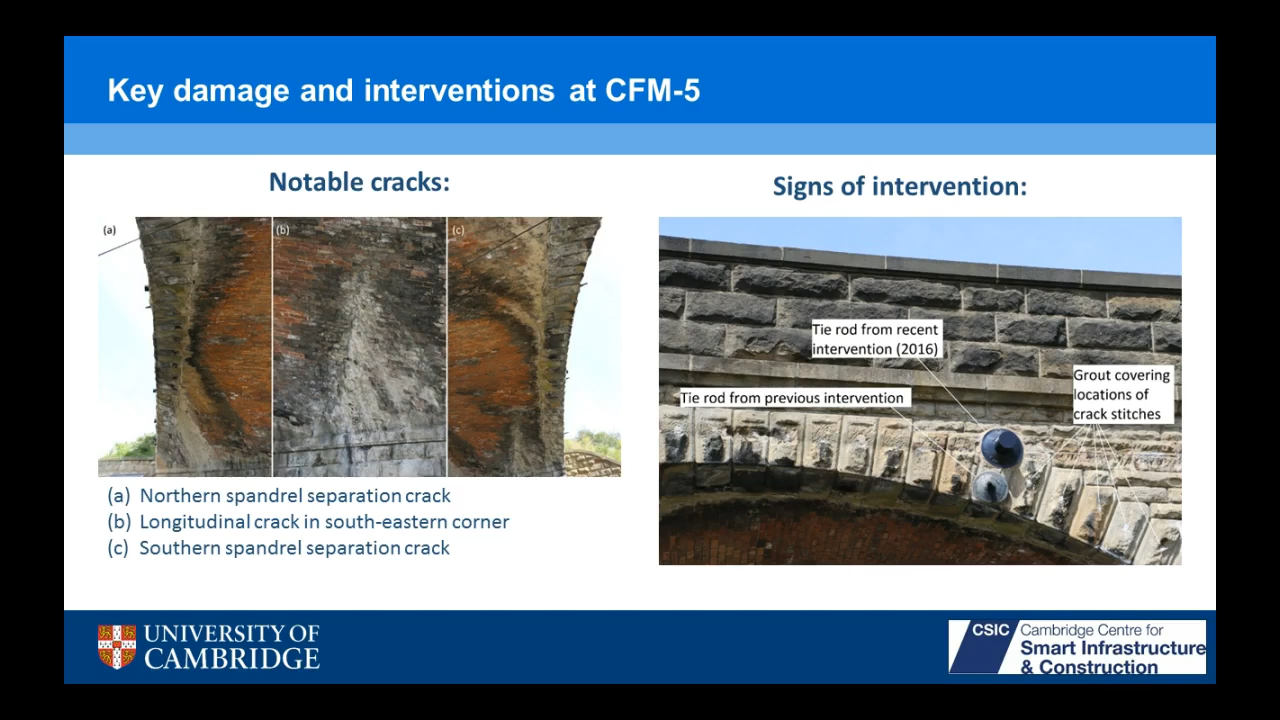 Key damage and interventions at CFM-5
Notable cracks:
(a)
(b)
(c)
(a) Northern spandrel separation crack
(b) Longitudinal crack in south-eastern corner
(c) Southern spandrel separation crack
Signs of intervention:
Tie rod from recent
intervention (2016)
Tie rod from previous intervention
Grout covering
locations of
crack stitches
UNIVERSITY OF
CAMBRIDGE
CSIC
Cambridge Centre for
Smart Infrastructure
& Construction